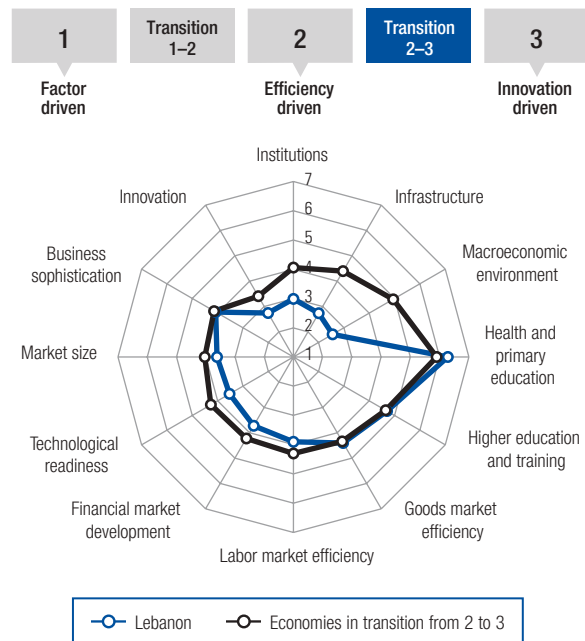 1
Transition
1–2
2
Transition
2–3
3
Factor
driven
Efficiency
driven
Innovation
driven
Institutions
Infrastructure
Macroeconomic
environment
Health and
primary
education
Higher education
and training
Goods market
efficiency
Labor market efficiency
Financial market
development
Technological
readiness
Market size
Business
sophistication
Innovation
7
6
5
4
3
2
1
Lebanon
Economies in transition from 2 to 3